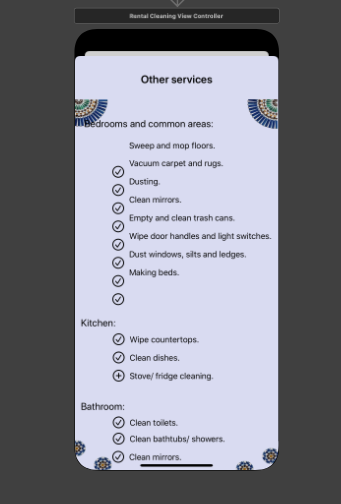 Rental Cleaning View Controller
Other services
Bedrooms and common areas:
Sweep and mop floors.
Vacuum carpet and rugs.
Dusting.
Clean mirrors.
Empty and clean trash cans.
Wipe door handles and light switches.
Dust windows, silts and ledges.
Making beds.
Kitchen:
Wipe countertops.
Clean dishes.
Stove/ fridge cleaning.
Bathroom:
Clean toilets.
Clean bathtubs/ showers.
Clean mirrors.